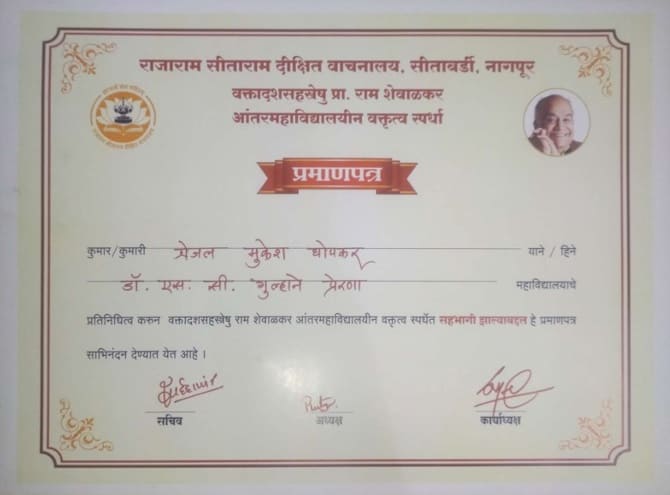 राजाराम सीताराम दीक्षित वाचनालय, सीताबर्डी, नागपूर
वक्तादशसहस्त्रेषु प्रा. राम शेवाळकर
आंतरमहाविद्यालयीन वक्तृत्व स्पर्धा
प्रमाणपत्र
कुमार/कुमारी सेजल मुकेश धोपकर याने / हिने
डॉ. एस. सी. गुल्हाने प्रेरणा महाविद्यालयाचे
प्रतिनिधित्व करुन वक्तादशसहस्त्रेषु राम शेवाळकर आंतरमहाविद्यालयीन वक्तृत्व स्पर्धेत सहभागी झाल्याबद्दल हे प्रमाणपत्र
साभिनंदन देण्यात येत आहे ।
सचिव अध्यक्ष कार्याध्यक्ष